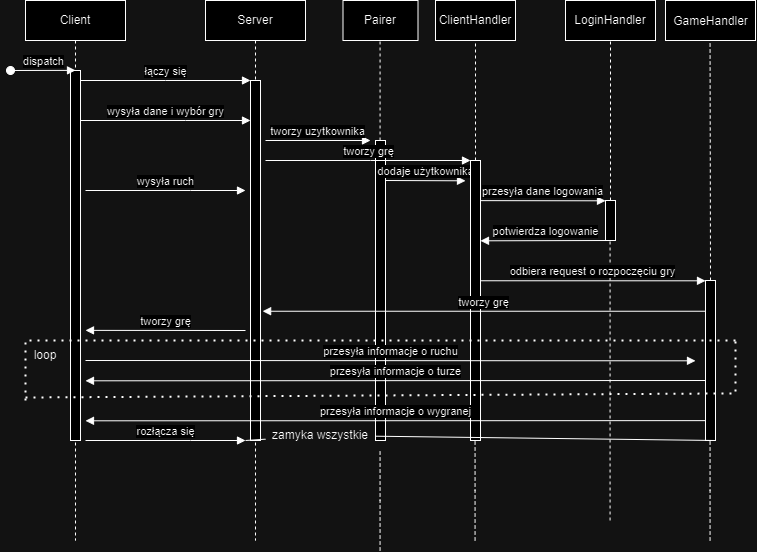 Client
Server
Pairer
ClientHandler
LoginHandler
GameHandler
dispatch
łączy się
wysyła dane i wybór gry
tworzy uzytkownika
tworzy grę
dodaje użytkownika
wysyła ruch
przesyła dane logowania
potwierdza logowanie
odbiera request o rozpoczęciu gry
tworzy grę
tworzy grę
loop
przesyła informacje o ruchu
przesyła informacje o turze
przesyła informacje o wygranej
rozłącza się
zamyka wszystkie